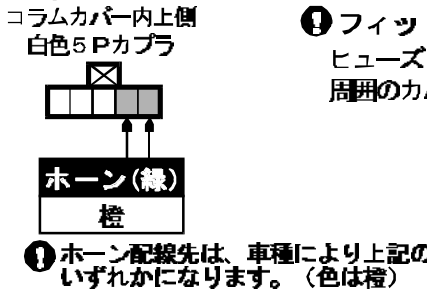 コラムカバー内上側
白色5Pカプラ
ホーン(緑)
橙
フィッ
ヒューズ
周囲のカ
ホーン配線先は、車種により上記の
いずれかになります。（色は橙）